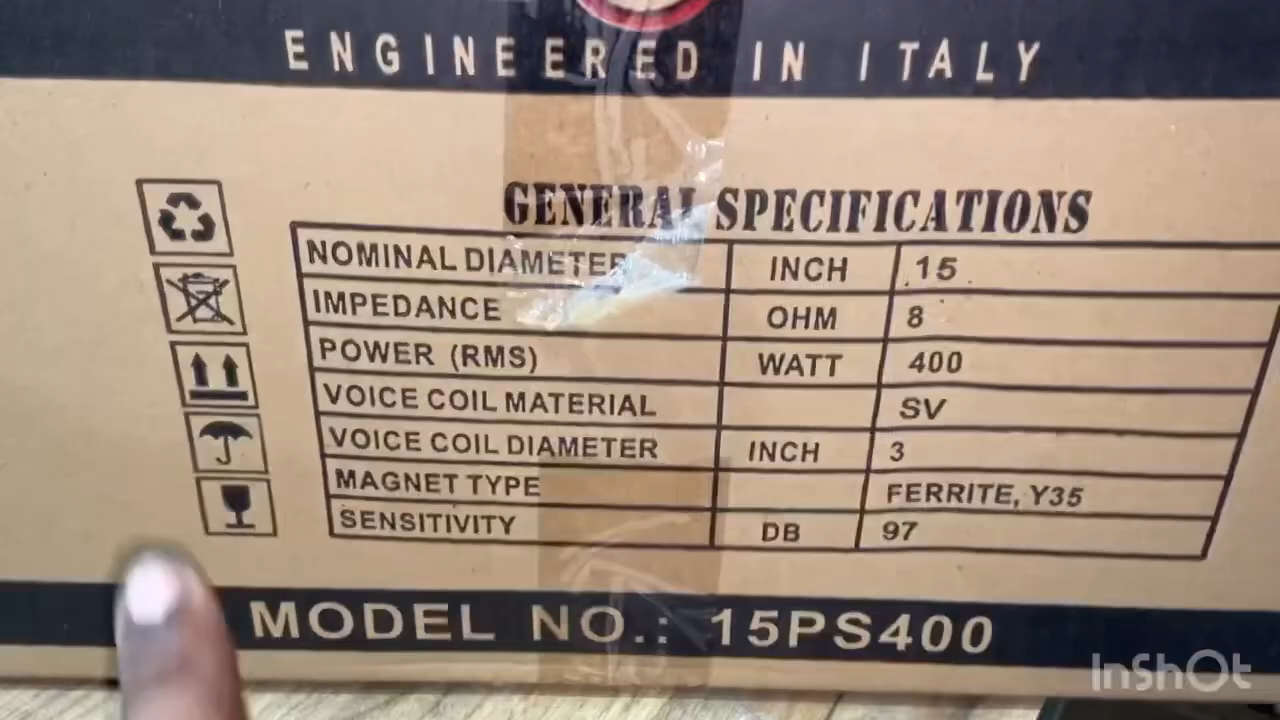 ENGINEERED IN ITALY
GENERAL SPECIFICATIONS
NOMINAL DIAMETER INCH 15
IMPEDANCE OHM 8
POWER (RMS) WATT 400
VOICE COIL MATERIAL SV
VOICE COIL DIAMETER INCH 3
MAGNET TYPE FERRITE, Y35
SENSITIVITY DB 97
MODEL NO.: 15PS400
InShOt